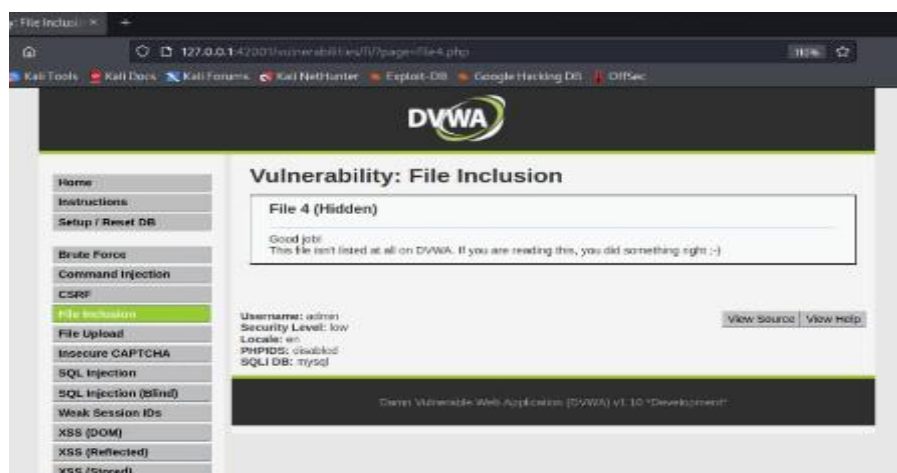 : File Inclusi × +
127.0.0.1:42001/vulnerabilities/fi/?page=file4.php 110%
Kali Tools Kali Docs Kali Forums Kali NetHunter Exploit-DB Google Hacking DB OffSec
DVWA
Home
Instructions
Setup / Reset DB
Brute Force
Command Injection
CSRF
File Inclusion
File Upload
Insecure CAPTCHA
SQL Injection
SQL Injection (Blind)
Weak Session IDs
XSS (DOM)
XSS (Reflected)
XSS (Stored)
Vulnerability: File Inclusion
File 4 (Hidden)
Good job!
This file isn't listed at all on DVWA. If you are reading this, you did something right ;-)
Username: admin
Security Level: low
Locale: en
PHPIDS: disabled
SQLi DB: mysql
View Source View Help
Damn Vulnerable Web Application (DVWA) v1.10 *Development*